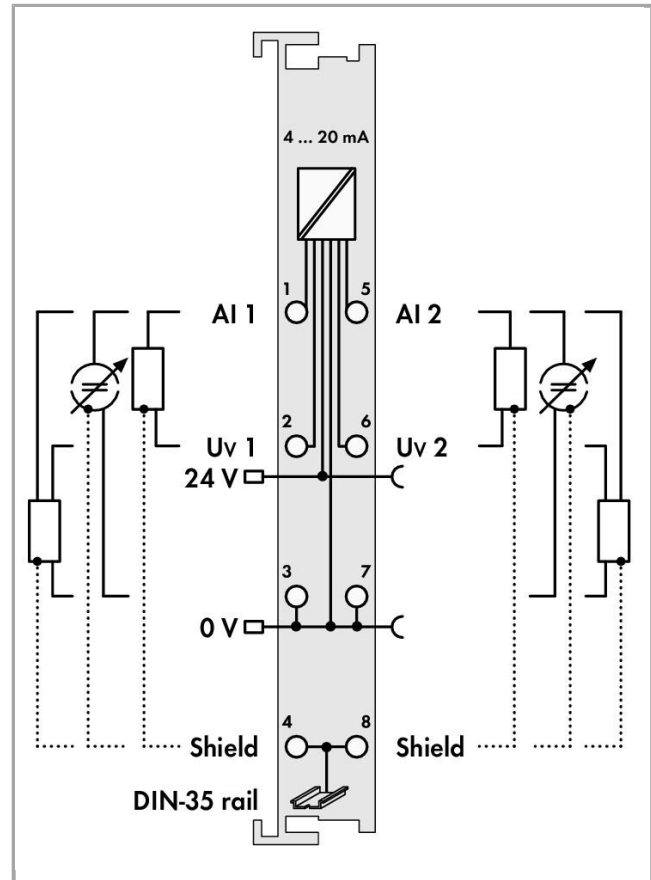 4 ... 20 mA
1 5
AI 1 AI 2
2 6
Uv 1 Uv 2
24 V
3 7
0 V
4 8
Shield Shield
DIN-35 rail